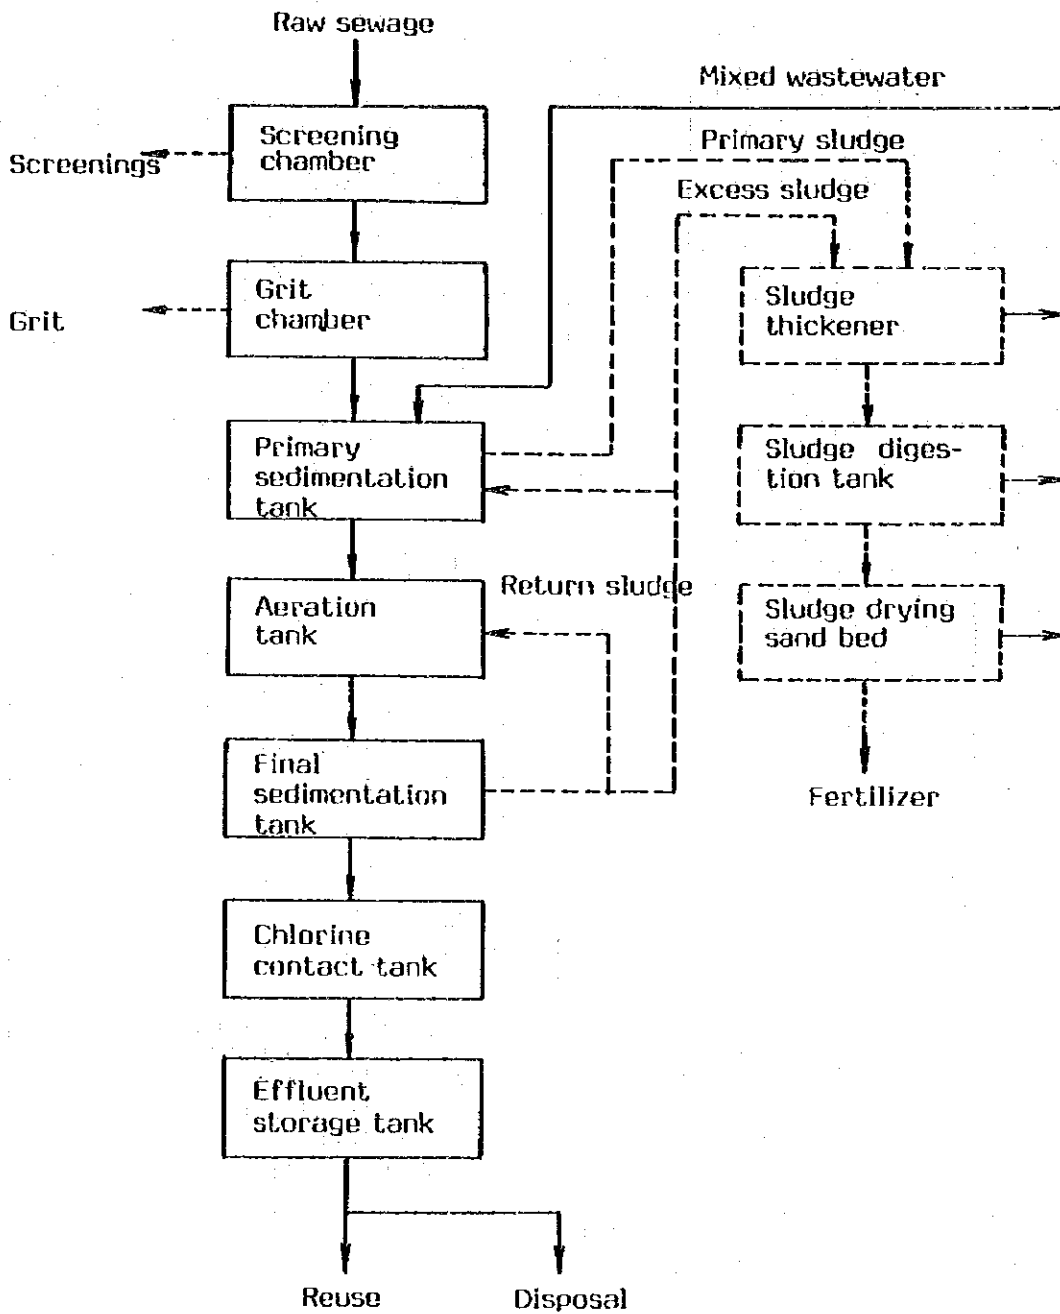 Raw sewage
Mixed wastewater
Screening
chamber
Screenings
Primary sludge
Excess sludge
Grit
chamber
Grit
Sludge
thickener
Primary
sedimentation
tank
Sludge diges-
tion tank
Return sludge
Aeration
tank
Sludge drying
sand bed
Final
sedimentation
tank
Fertilizer
Chlorine
contact tank
Effluent
storage tank
Reuse
Disposal